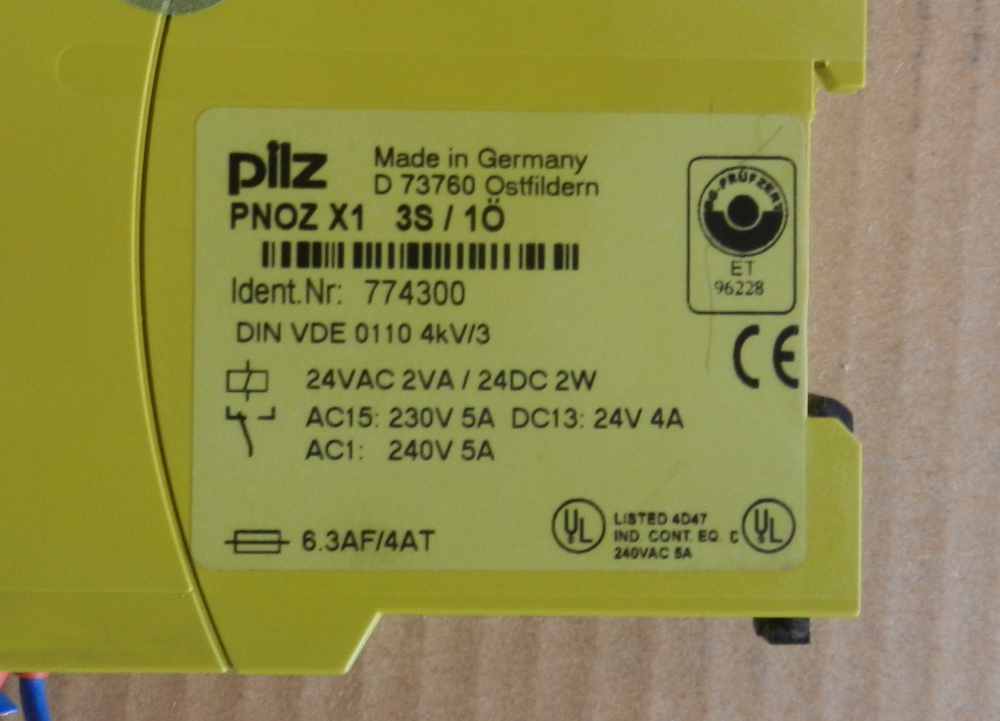 pilz
Made in Germany
D 73760 Ostfildern
PNOZ X1 3S / 1Ö
Ident.Nr: 774300
DIN VDE 0110 4kV/3
24VAC 2VA / 24DC 2W
AC15: 230V 5A DC13: 24V 4A
AC1: 240V 5A
6.3AF/4AT
UL
LISTED 4D47
IND. CONT. EQ.
240VAC 5A
C UL
DG-PRÜFZERT
ET
96228
CE